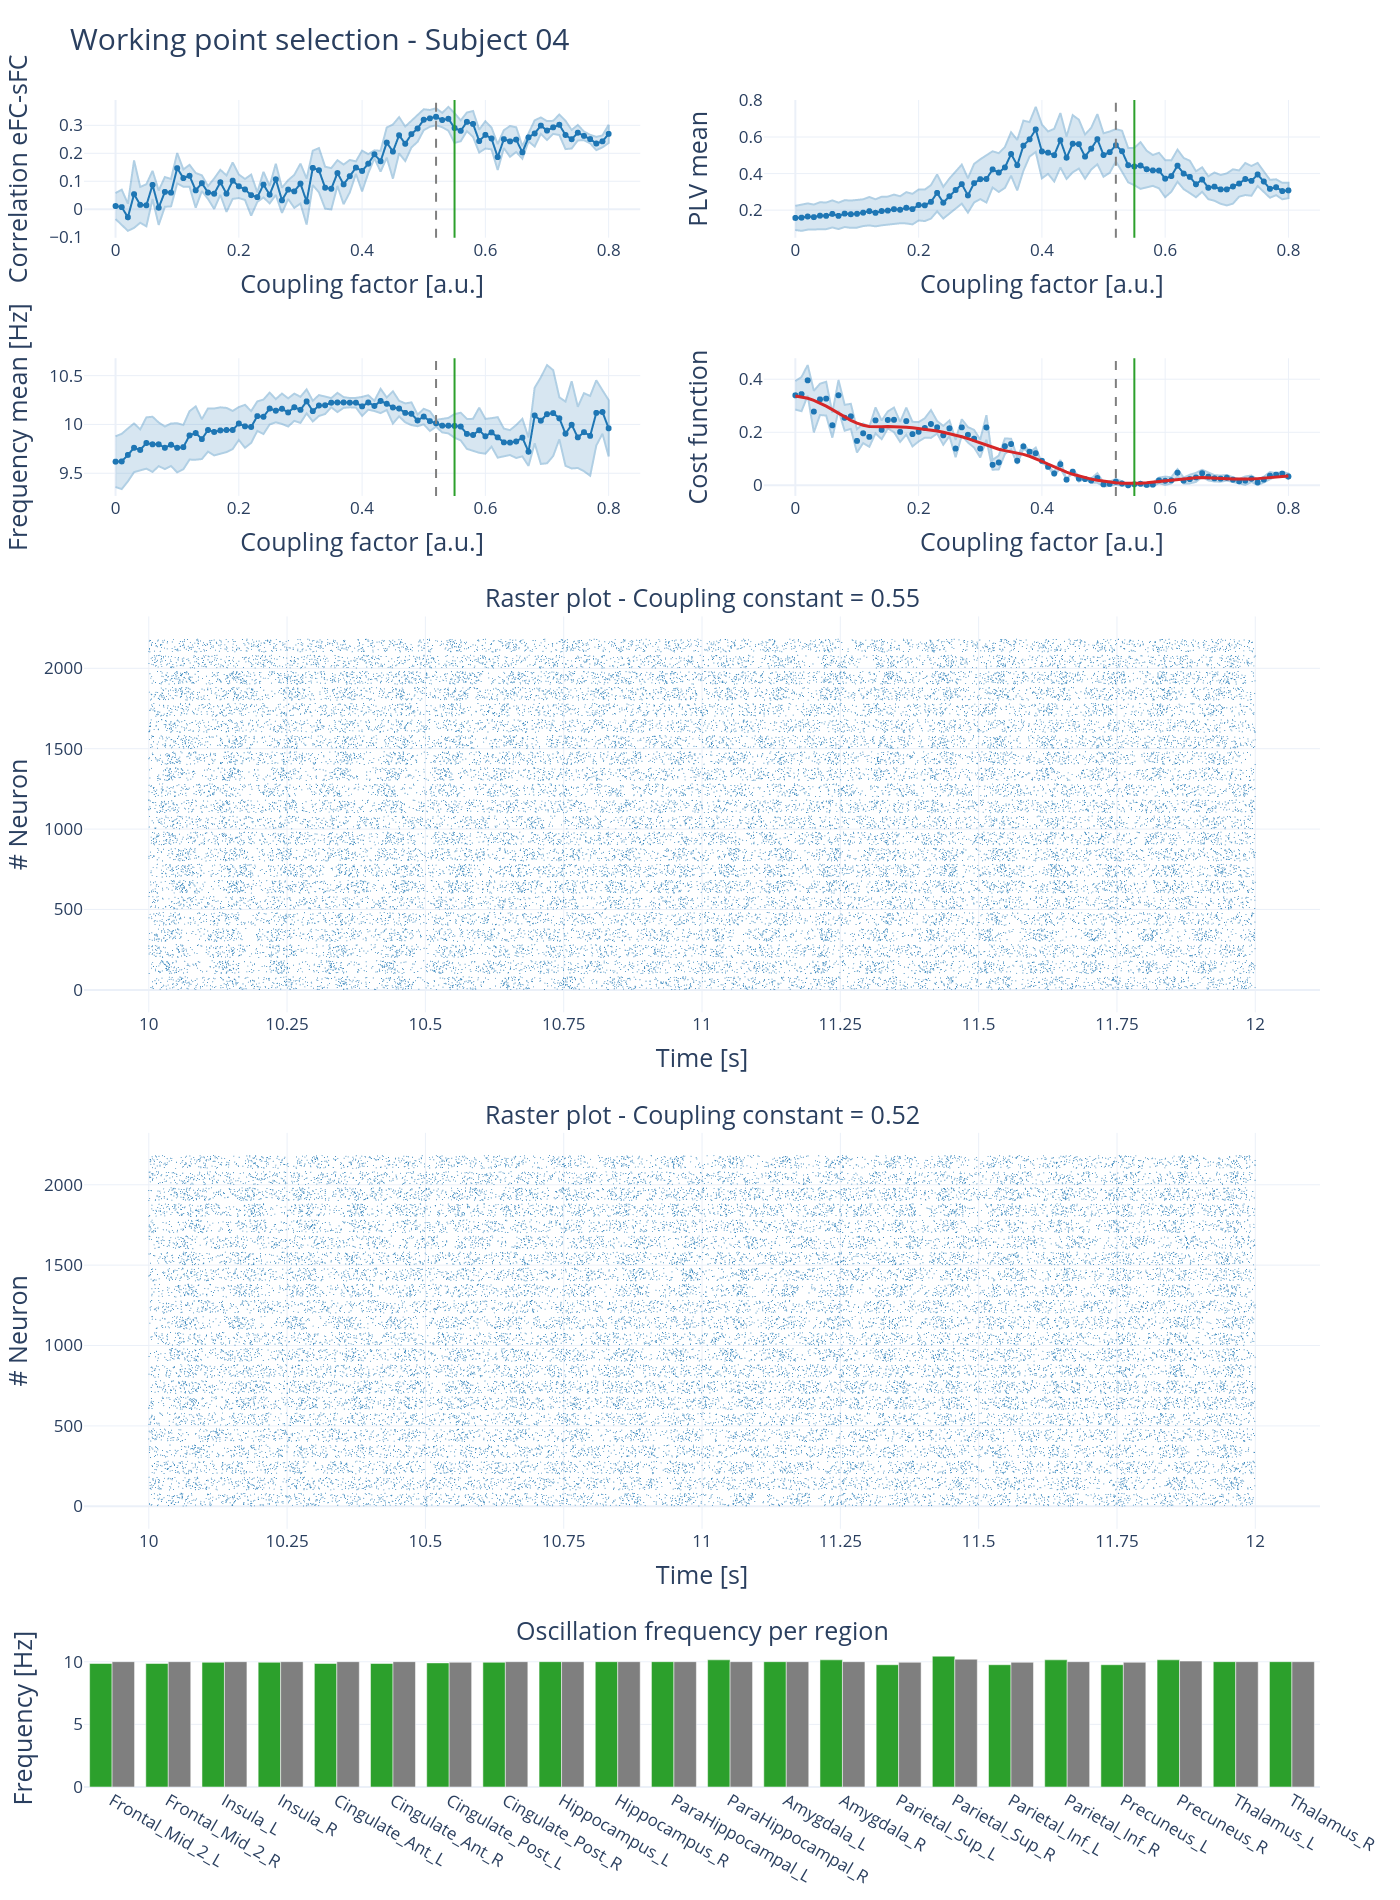 Working point selection - Subject 04
Correlation eFC-sFC
0.3
0.2
0.1
0
−0.1
0 0.2 0.4 0.6 0.8
Coupling factor [a.u.]
PLV mean
0.8
0.6
0.4
0.2
0 0.2 0.4 0.6 0.8
Coupling factor [a.u.]
Frequency mean [Hz]
10.5
10
9.5
0 0.2 0.4 0.6 0.8
Coupling factor [a.u.]
Cost function
0.4
0.2
0
0 0.2 0.4 0.6 0.8
Coupling factor [a.u.]
Raster plot - Coupling constant = 0.55
# Neuron
2000
1500
1000
500
0
10 10.25 10.5 10.75 11 11.25 11.5 11.75 12
Time [s]
Raster plot - Coupling constant = 0.52
# Neuron
2000
1500
1000
500
0
10 10.25 10.5 10.75 11 11.25 11.5 11.75 12
Time [s]
Oscillation frequency per region
Frequency [Hz]
10
5
0
Frontal_Mid_2_L
Frontal_Mid_2_R
Insula_L
Insula_R
Cingulate_Ant_L
Cingulate_Ant_R
Cingulate_Post_L
Cingulate_Post_R
Hippocampus_L
Hippocampus_R
ParaHippocampal_L
ParaHippocampal_R
Amygdala_L
Amygdala_R
Parietal_Sup_L
Parietal_Sup_R
Parietal_Inf_L
Parietal_Inf_R
Precuneus_L
Precuneus_R
Thalamus_L
Thalamus_R